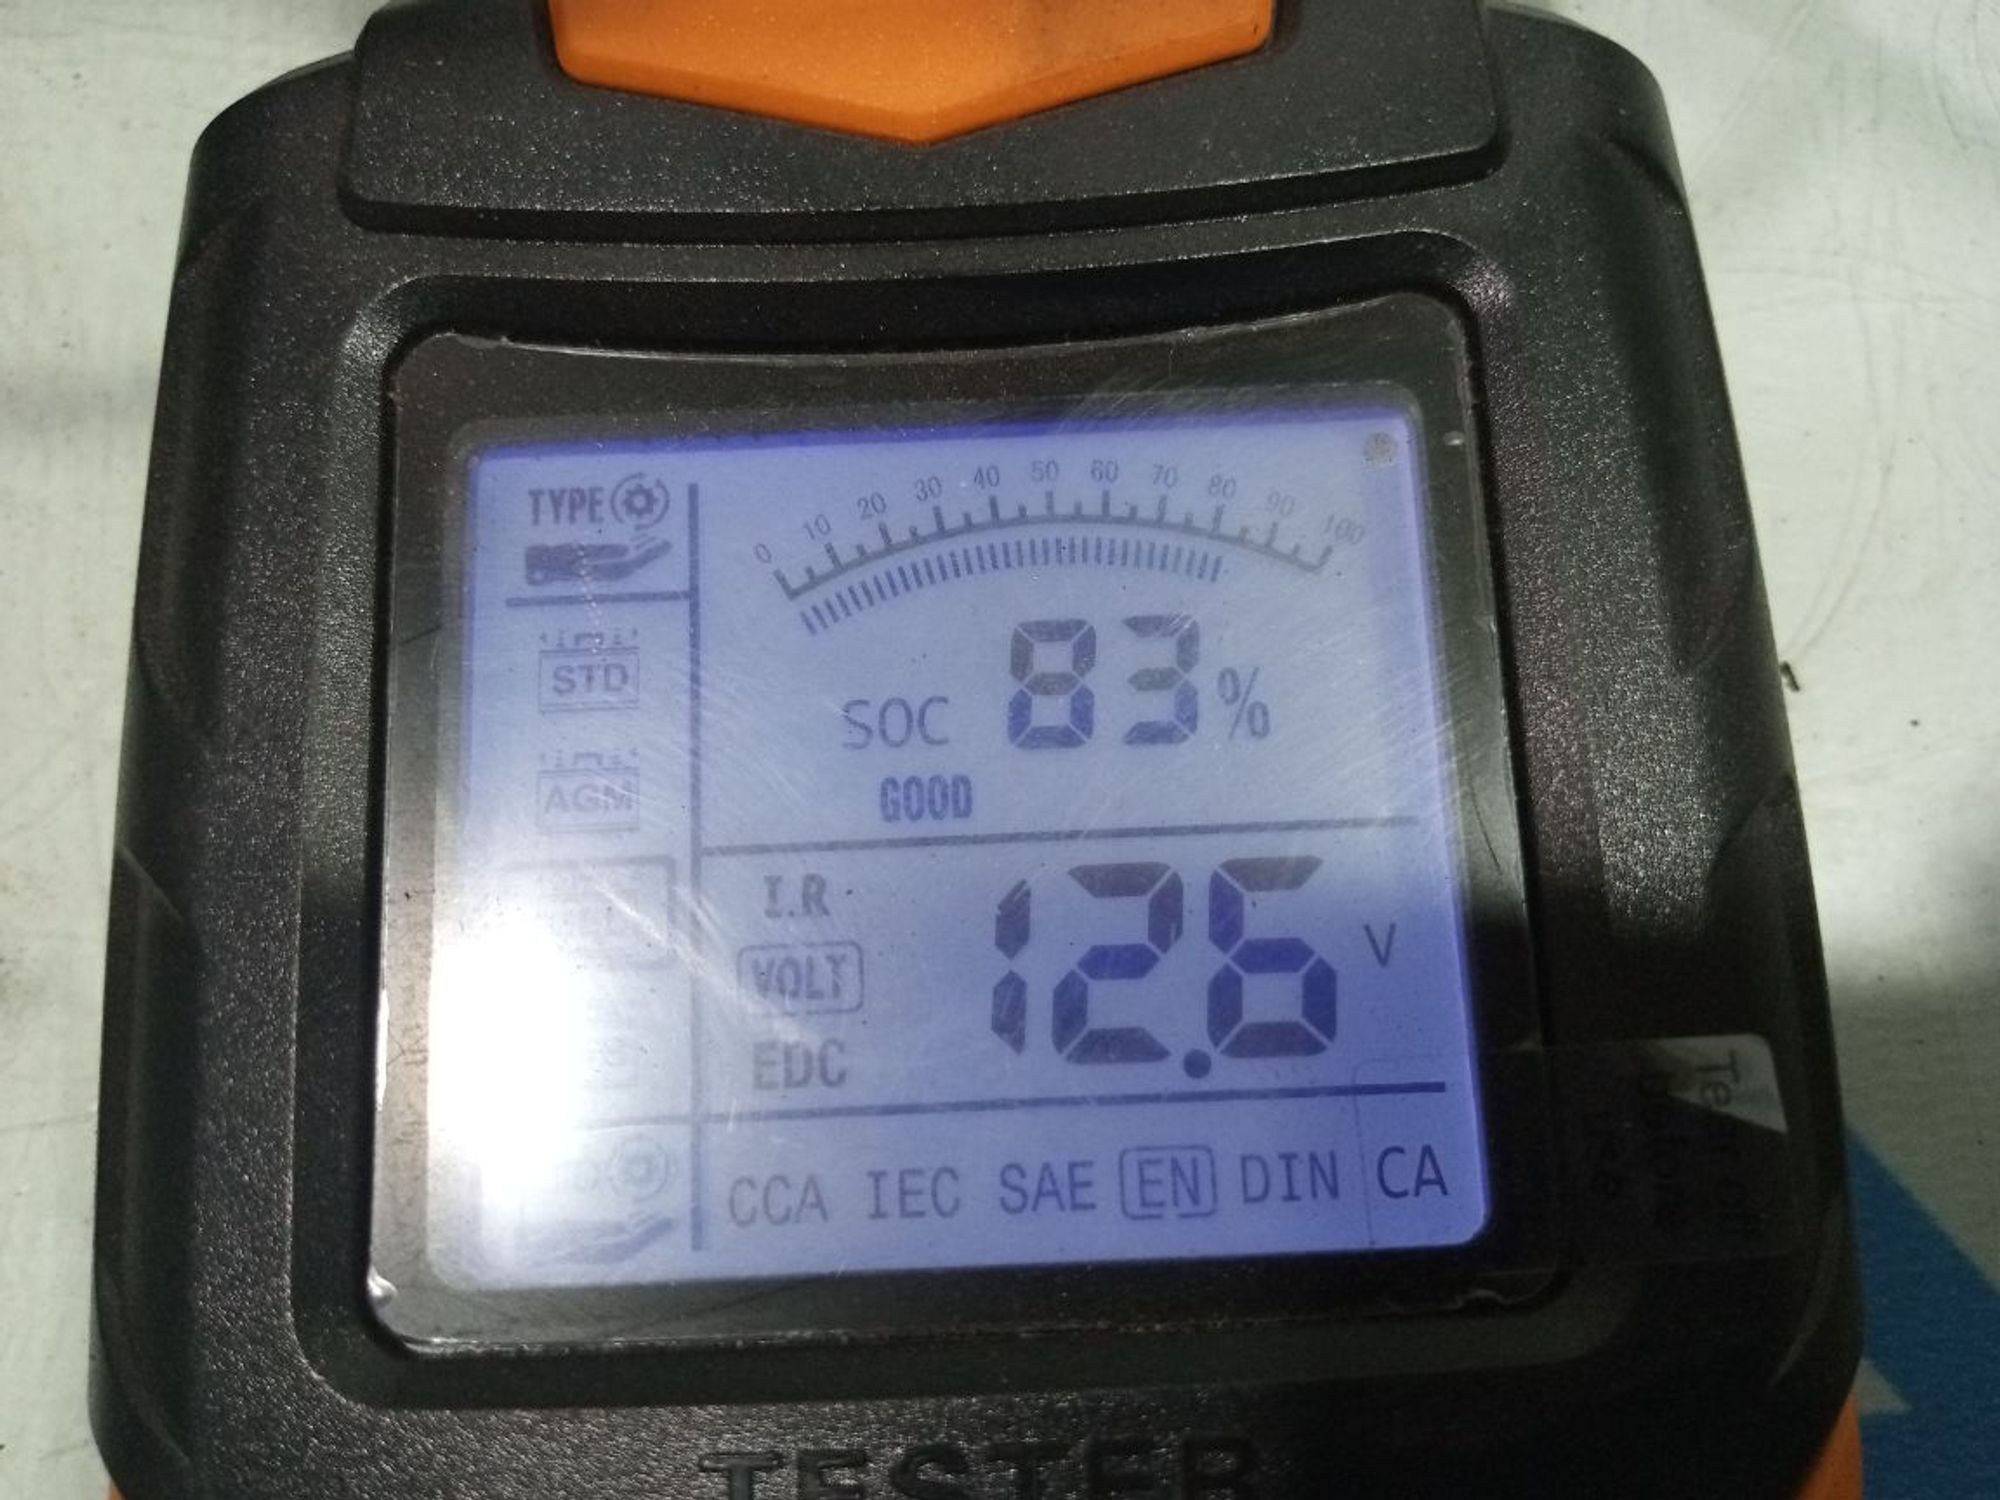 TYPE
0 10 20 30 40 50 60 70 80 90 100
STD
SOC 83%
AGM
GOOD
I.R
VOLT
12.6 V
EDC
CCA IEC SAE EN DIN CA
TESTER